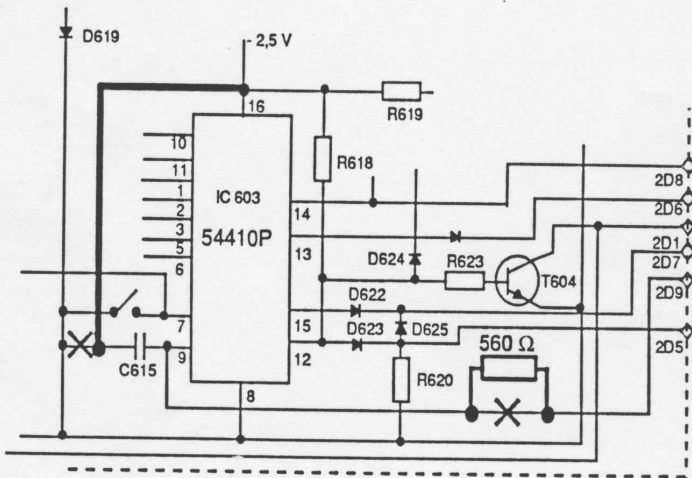 D619
- 2,5 V
16
R619
10
R618
11
1
IC 603
2D8
2
14
54410P
2D6
3
13
5
D624
R623
2D1
6
T604
2D7
D622
2D9
7
15
D623
D625
560 Ω
2D5
9
12
C615
R620
8